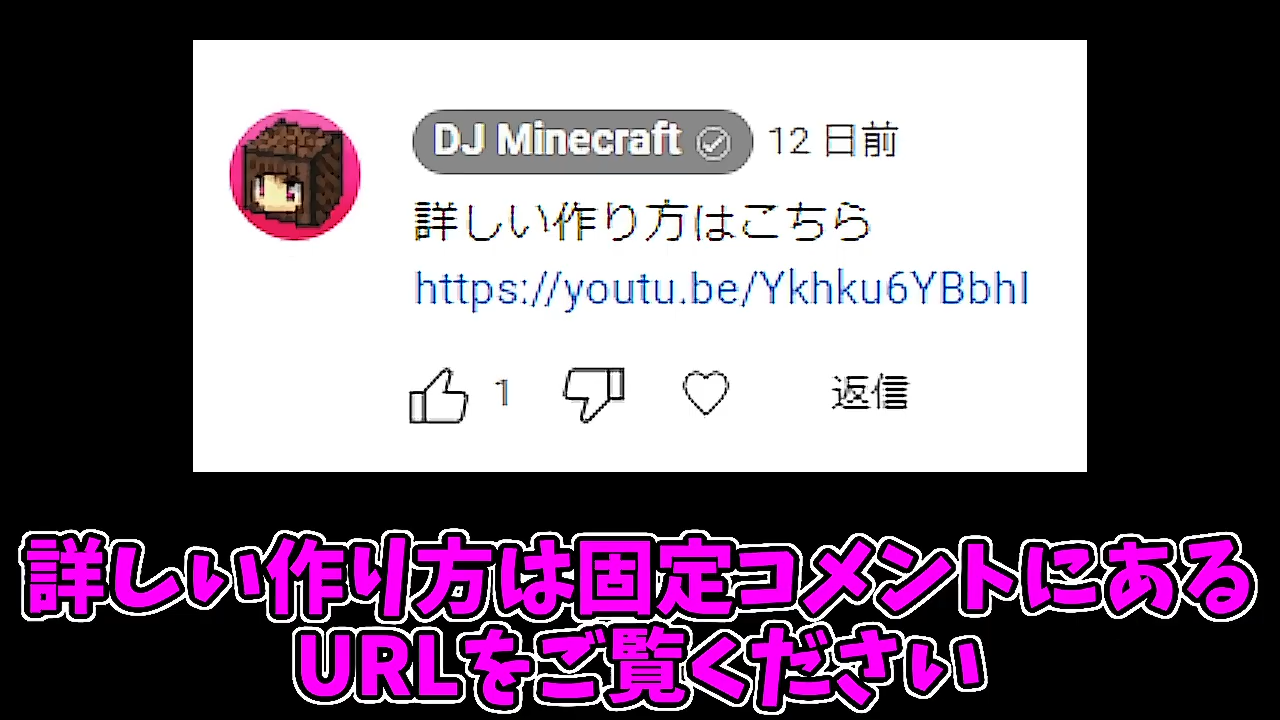 DJ Minecraft 12 日前
詳しい作り方はこちら
https://youtu.be/Ykhku6YBbhI
1 返信
詳しい作り方は固定コメントにある
URLをご覧ください